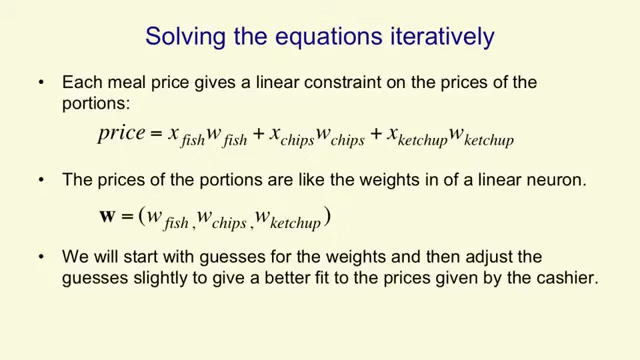 Solving the equations iteratively
• Each meal price gives a linear constraint on the prices of the
portions:
price = x_fish w_fish + x_chips w_chips + x_ketchup w_ketchup
• The prices of the portions are like the weights in of a linear neuron.
w = (w_fish , w_chips , w_ketchup)
• We will start with guesses for the weights and then adjust the
guesses slightly to give a better fit to the prices given by the cashier.